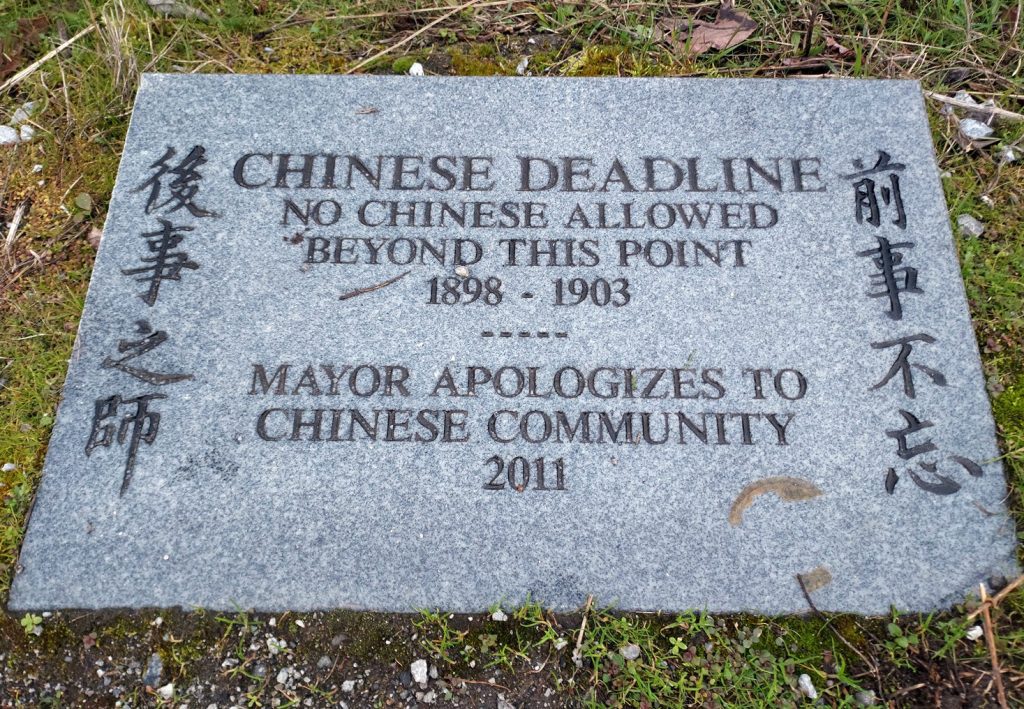 前事不忘
後事之師
CHINESE DEADLINE
NO CHINESE ALLOWED
BEYOND THIS POINT
1898 - 1903
-----
MAYOR APOLOGIZES TO
CHINESE COMMUNITY
2011